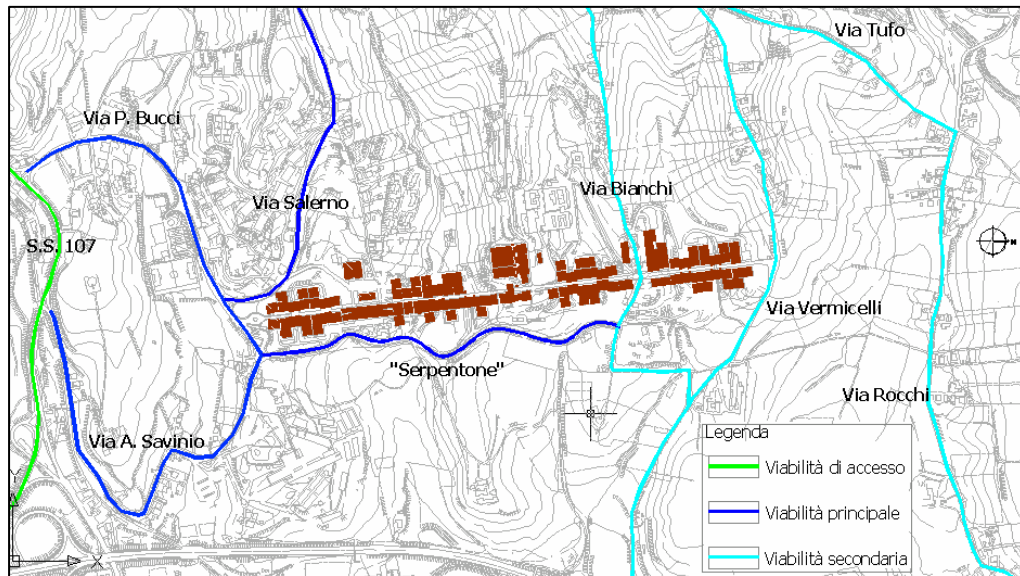 Via Tufo
Via P. Bucci
Via Bianchi
Via Salerno
S.S. 107
N
Via Vermicelli
"Serpentone"
Via Rocchi
Via A. Savinio
Legenda
Viabilità di accesso
Viabilità principale
Viabilità secondaria
Y
X